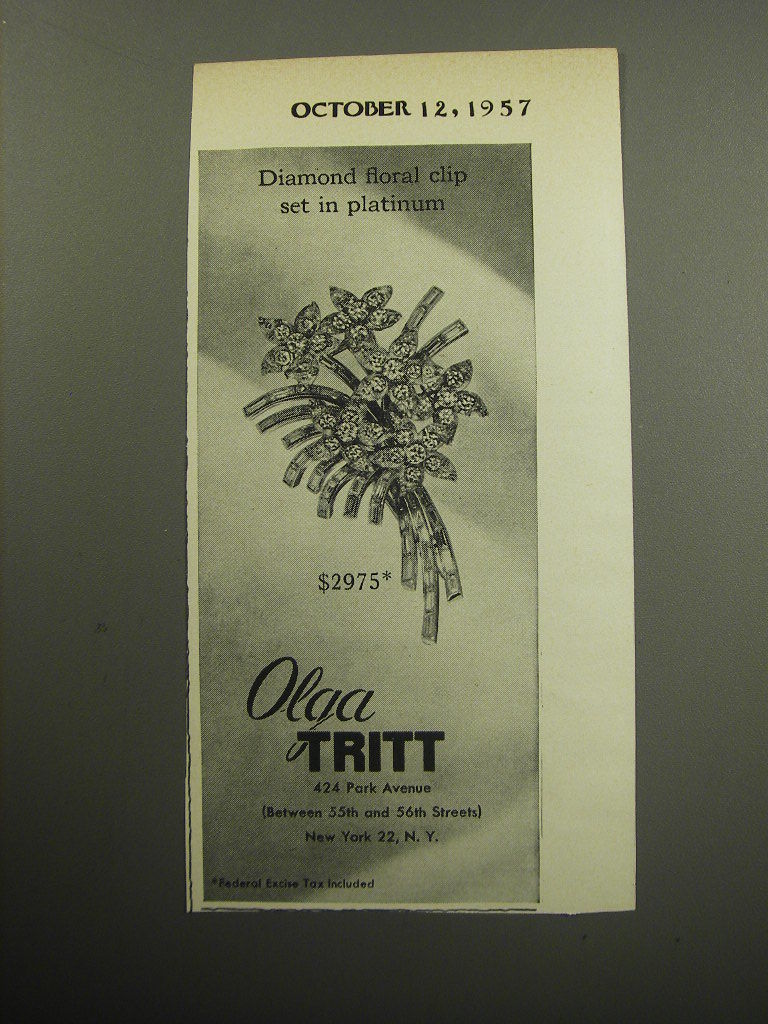 OCTOBER 12, 1957
Diamond floral clip
set in platinum
$2975*
Olga
TRITT
424 Park Avenue
(Between 55th and 56th Streets)
New York 22, N. Y.
*Federal Excise Tax Included